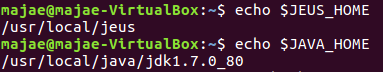 majae@majae-VirtualBox:~$ echo $JEUS_HOME
/usr/local/jeus
majae@majae-VirtualBox:~$ echo $JAVA_HOME
/usr/local/java/jdk1.7.0_80